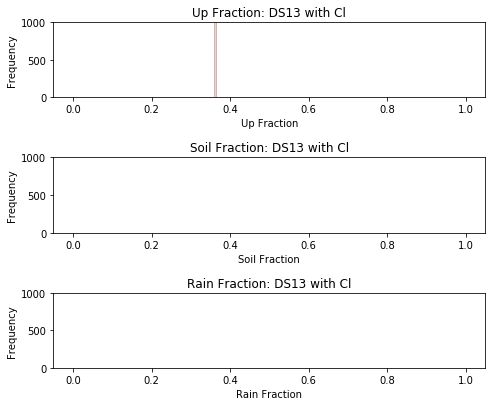 Up Fraction: DS13 with Cl
1000
500
0
Frequency
0.0 0.2 0.4 0.6 0.8 1.0
Up Fraction
Soil Fraction: DS13 with Cl
1000
500
0
Frequency
0.0 0.2 0.4 0.6 0.8 1.0
Soil Fraction
Rain Fraction: DS13 with Cl
1000
500
0
Frequency
0.0 0.2 0.4 0.6 0.8 1.0
Rain Fraction